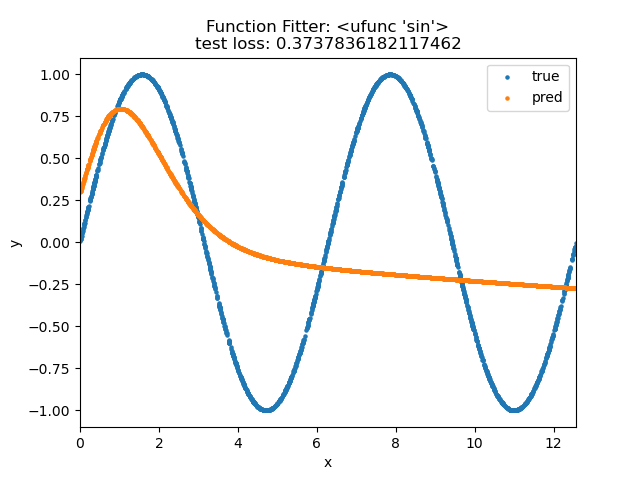 Function Fitter: <ufunc 'sin'>
test loss: 0.3737836182117462
true
pred
1.00
0.75
0.50
0.25
0.00
−0.25
−0.50
−0.75
−1.00
y
0 2 4 6 8 10 12
x